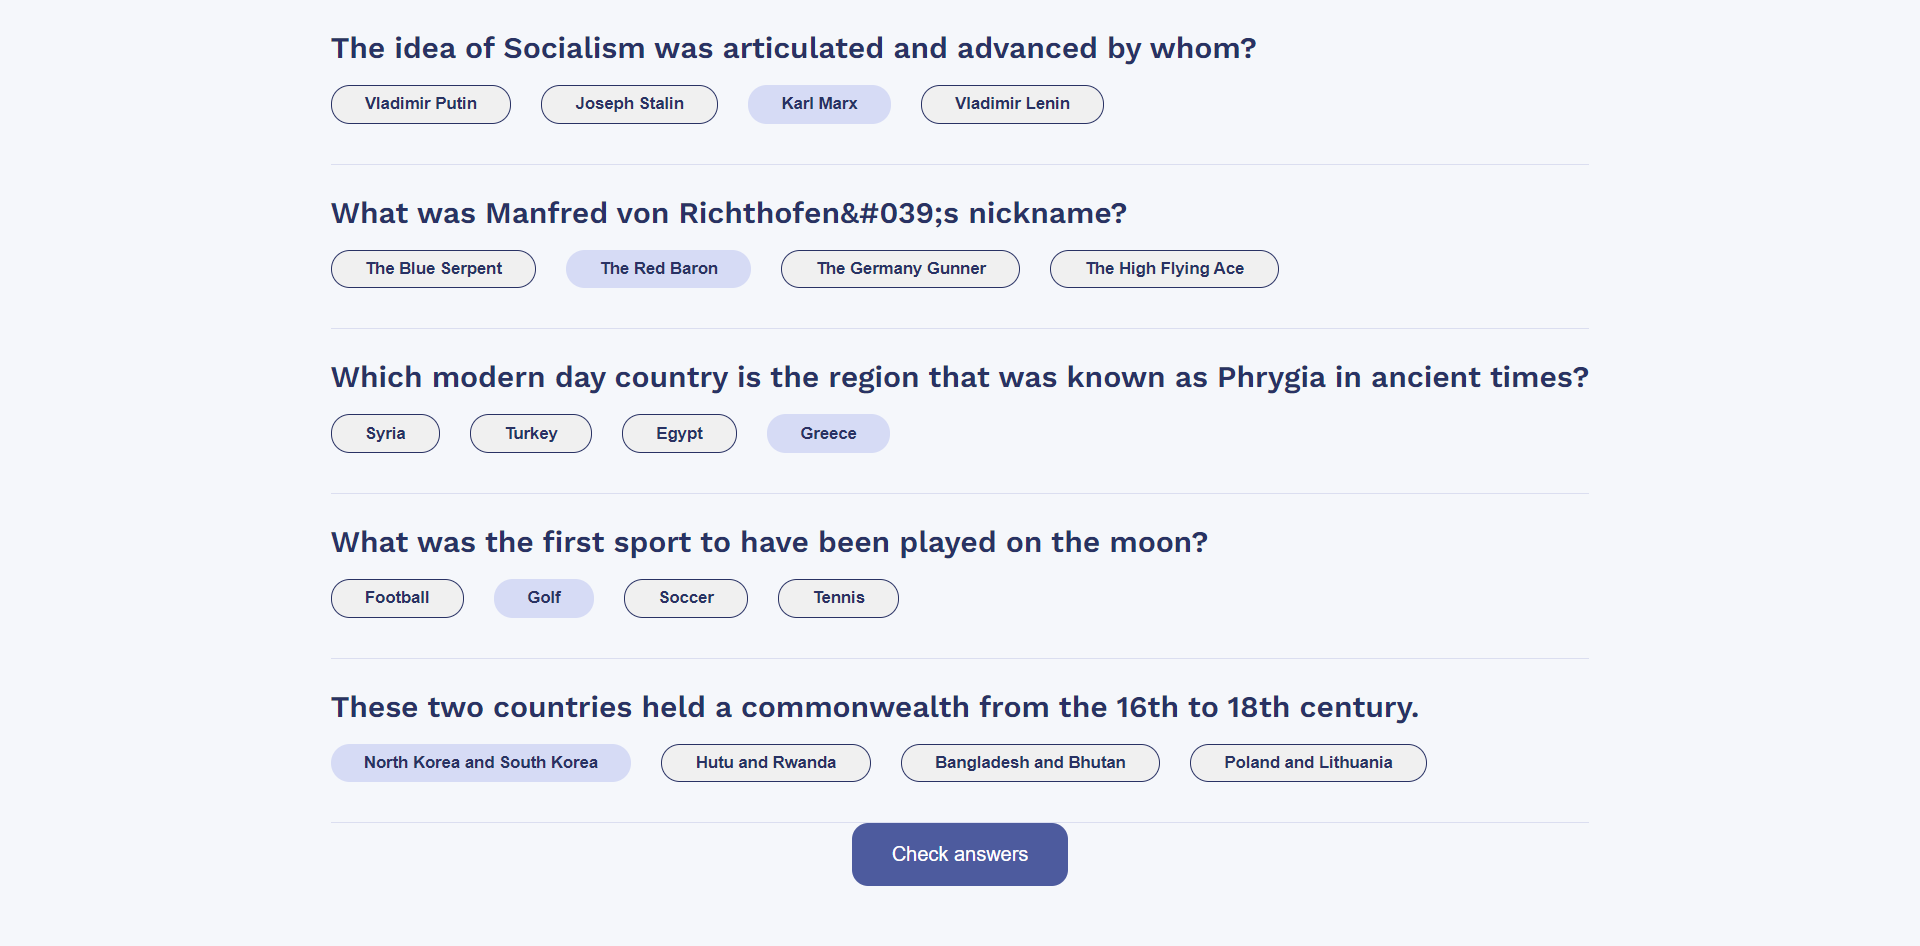 The idea of Socialism was articulated and advanced by whom?
Vladimir Putin Joseph Stalin Karl Marx Vladimir Lenin
What was Manfred von Richthofen&#039;s nickname?
The Blue Serpent The Red Baron The Germany Gunner The High Flying Ace
Which modern day country is the region that was known as Phrygia in ancient times?
Syria Turkey Egypt Greece
What was the first sport to have been played on the moon?
Football Golf Soccer Tennis
These two countries held a commonwealth from the 16th to 18th century.
North Korea and South Korea Hutu and Rwanda Bangladesh and Bhutan Poland and Lithuania
Check answers